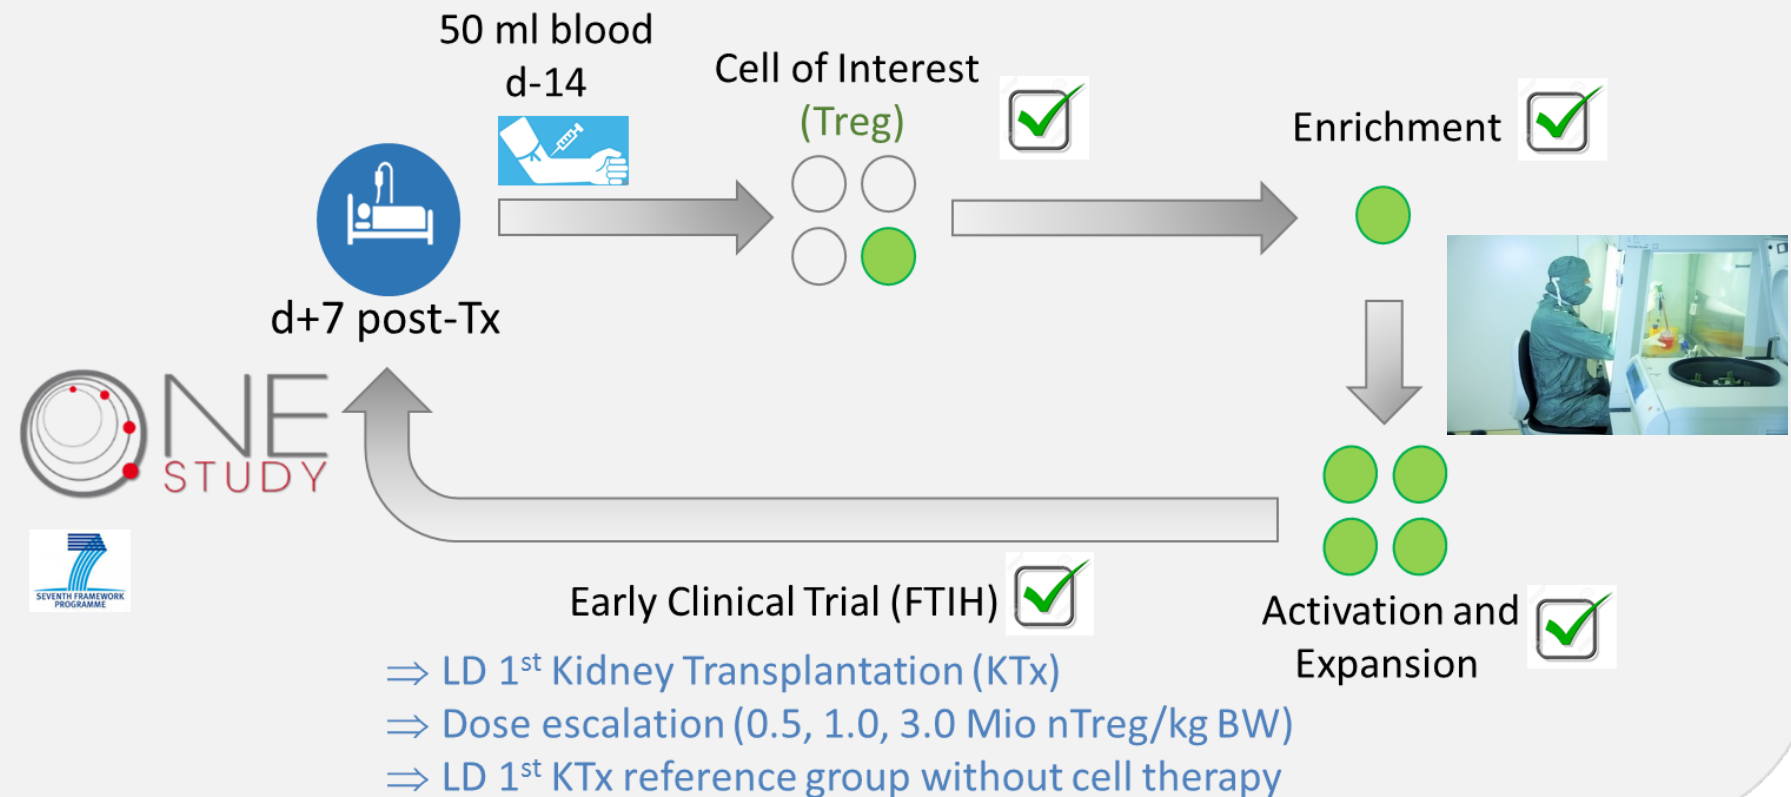 50 ml blood
d-14
Cell of Interest
(Treg)
Enrichment
d+7 post-Tx
ONE
STUDY
7
SEVENTH FRAMEWORK
PROGRAMME
Early Clinical Trial (FTIH)
Activation and
Expansion
⇒ LD 1st Kidney Transplantation (KTx)
⇒ Dose escalation (0.5, 1.0, 3.0 Mio nTreg/kg BW)
⇒ LD 1st KTx reference group without cell therapy